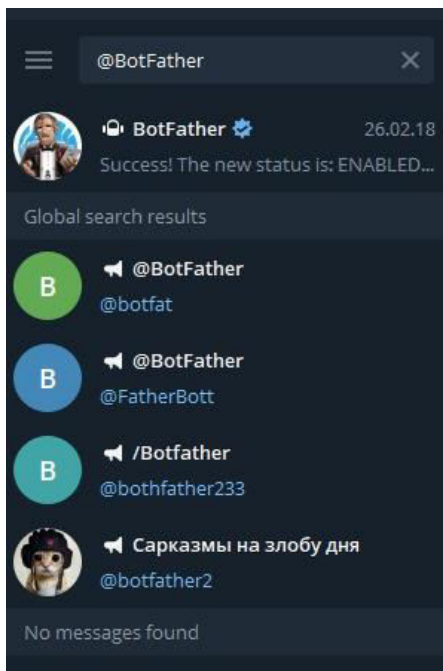 @BotFather
BotFather 26.02.18
Success! The new status is: ENABLED...
Global search results
B @BotFather
@botfat
B @BotFather
@FatherBott
B /Botfather
@bothfather233
Сарказмы на злобу дня
@botfather2
No messages found